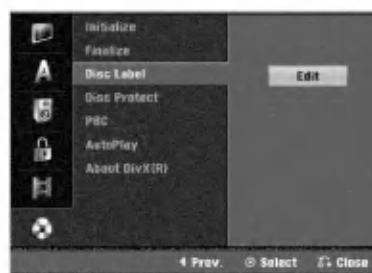 Initialize
Finalize
A
Disc Label
Edit
Disc Protect
PBC
AutoPlay
About DivX(R)
Prev. Select Close